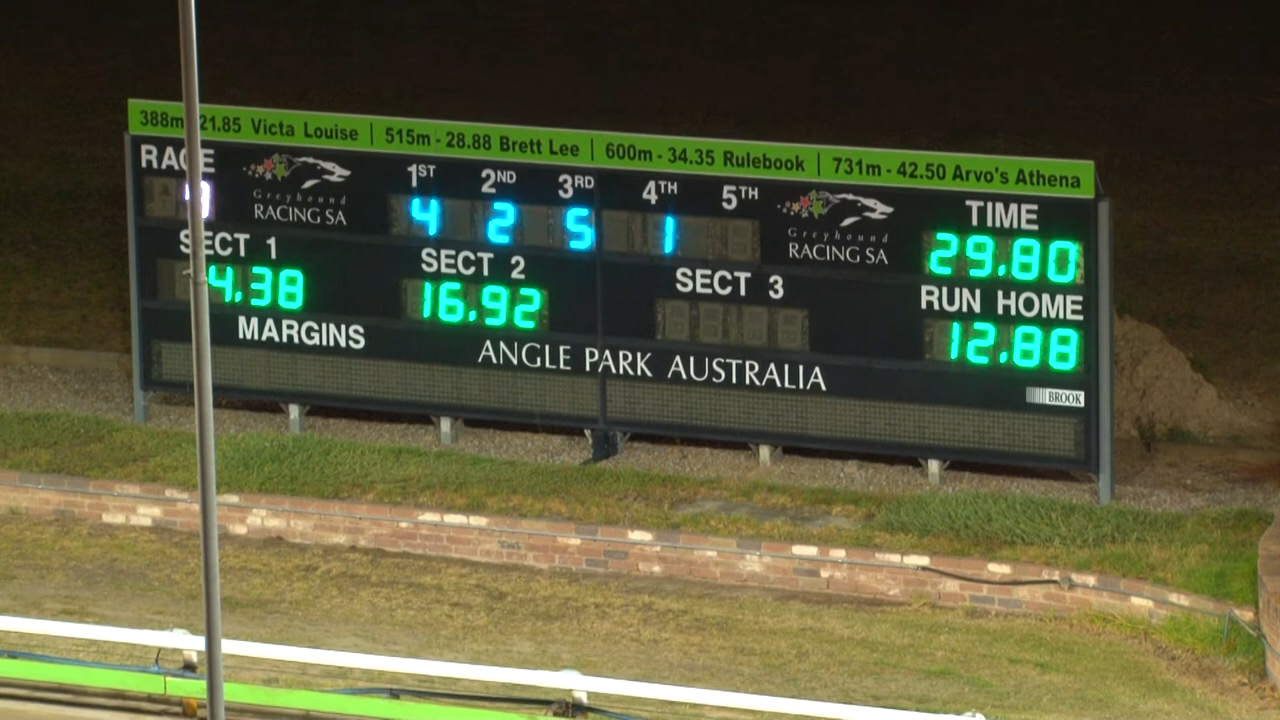 388m 21.85 Victa Louise | 515m - 28.88 Brett Lee | 600m - 34.35 Rulebook | 731m - 42.50 Arvo's Athena
RACE
Greyhound
RACING SA
1ST 2ND 3RD 4TH 5TH
4 2 5 1
Greyhound
RACING SA
TIME
29.80
SECT 1
4.38
SECT 2
16.92
SECT 3
RUN HOME
12.88
MARGINS
ANGLE PARK AUSTRALIA
BROOK